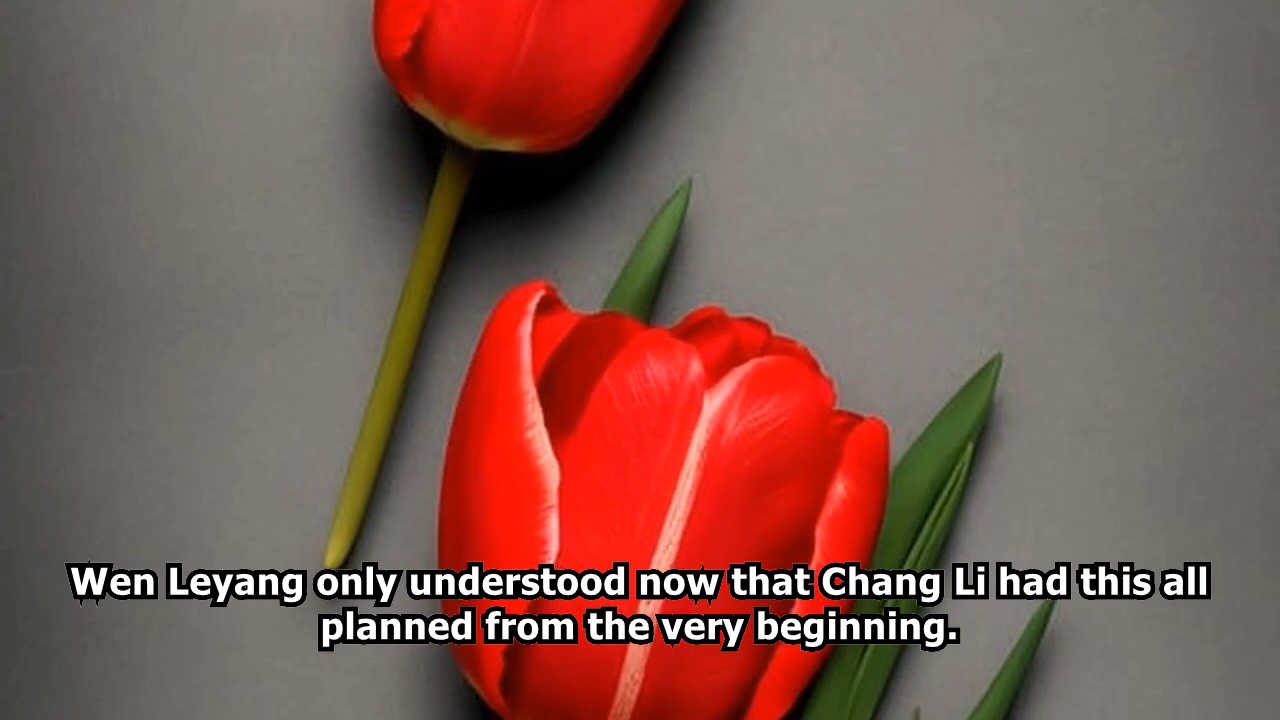 Wen Leyang only understood now that Chang Li had this all
planned from the very beginning.